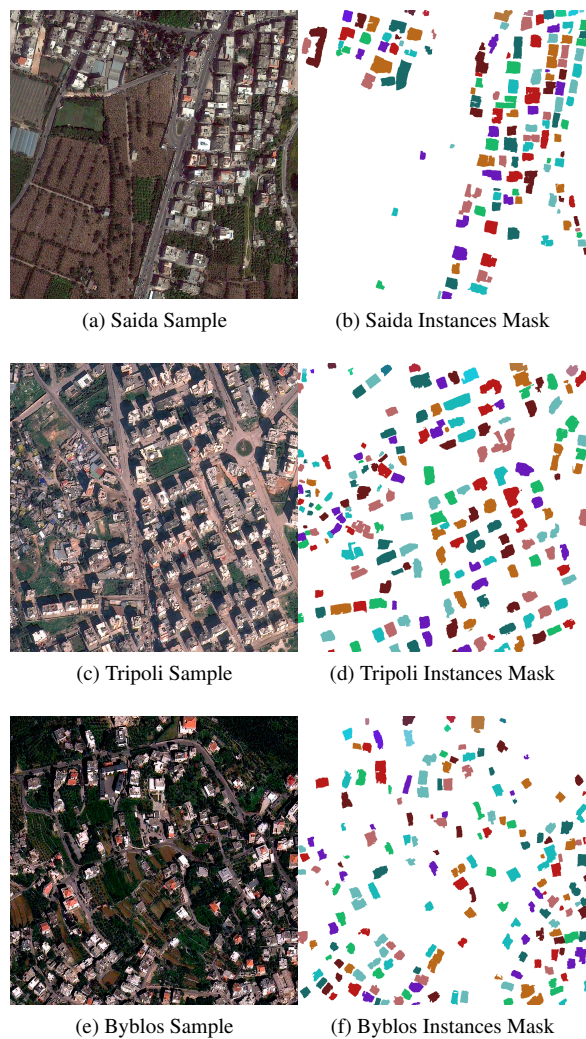 (a) Saida Sample
(b) Saida Instances Mask
(c) Tripoli Sample
(d) Tripoli Instances Mask
(e) Byblos Sample
(f) Byblos Instances Mask